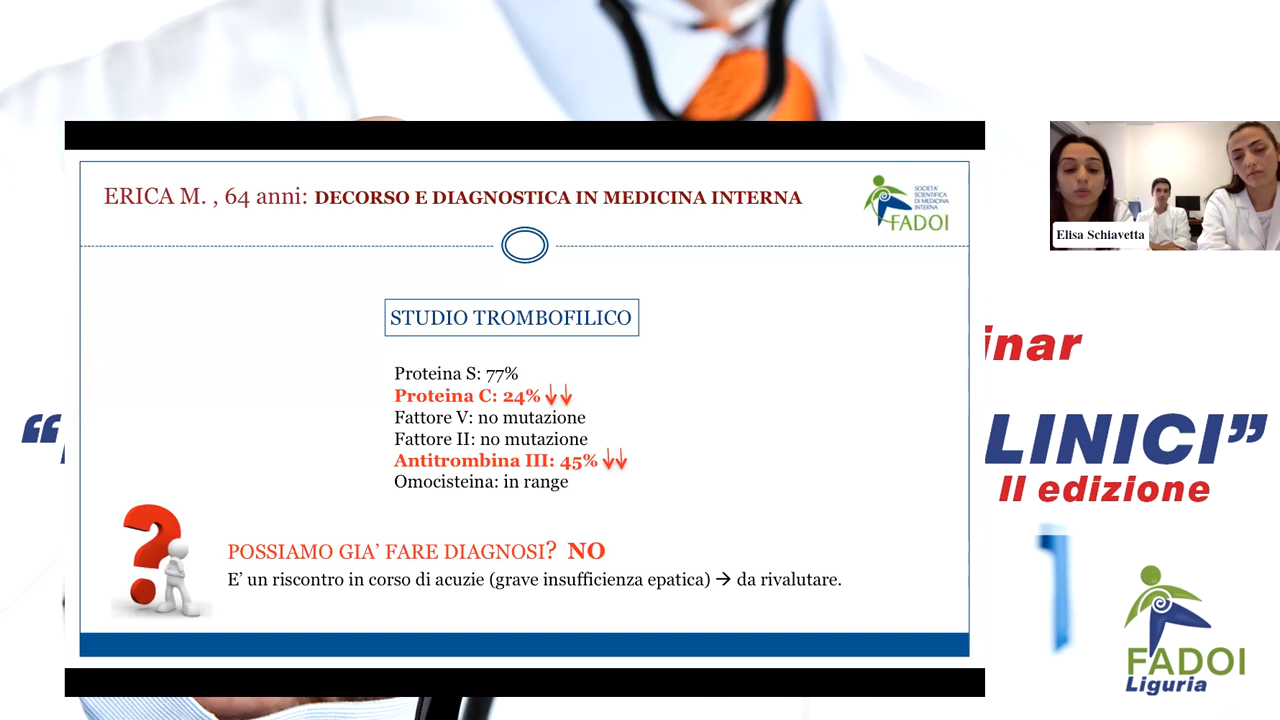 ERICA M. , 64 anni: DECORSO E DIAGNOSTICA IN MEDICINA INTERNA
SOCIETA'
SCIENTIFICA
DI MEDICINA
INTERNA
FADOI
STUDIO TROMBOFILICO
Proteina S: 77%
Proteina C: 24% ↓↓
Fattore V: no mutazione
Fattore II: no mutazione
Antitrombina III: 45% ↓↓
Omocisteina: in range
POSSIAMO GIA' FARE DIAGNOSI? NO
E' un riscontro in corso di acuzie (grave insufficienza epatica) → da rivalutare.
Elisa Schiavetta
inar
“
LINICI”
II edizione
FADOI
Liguria